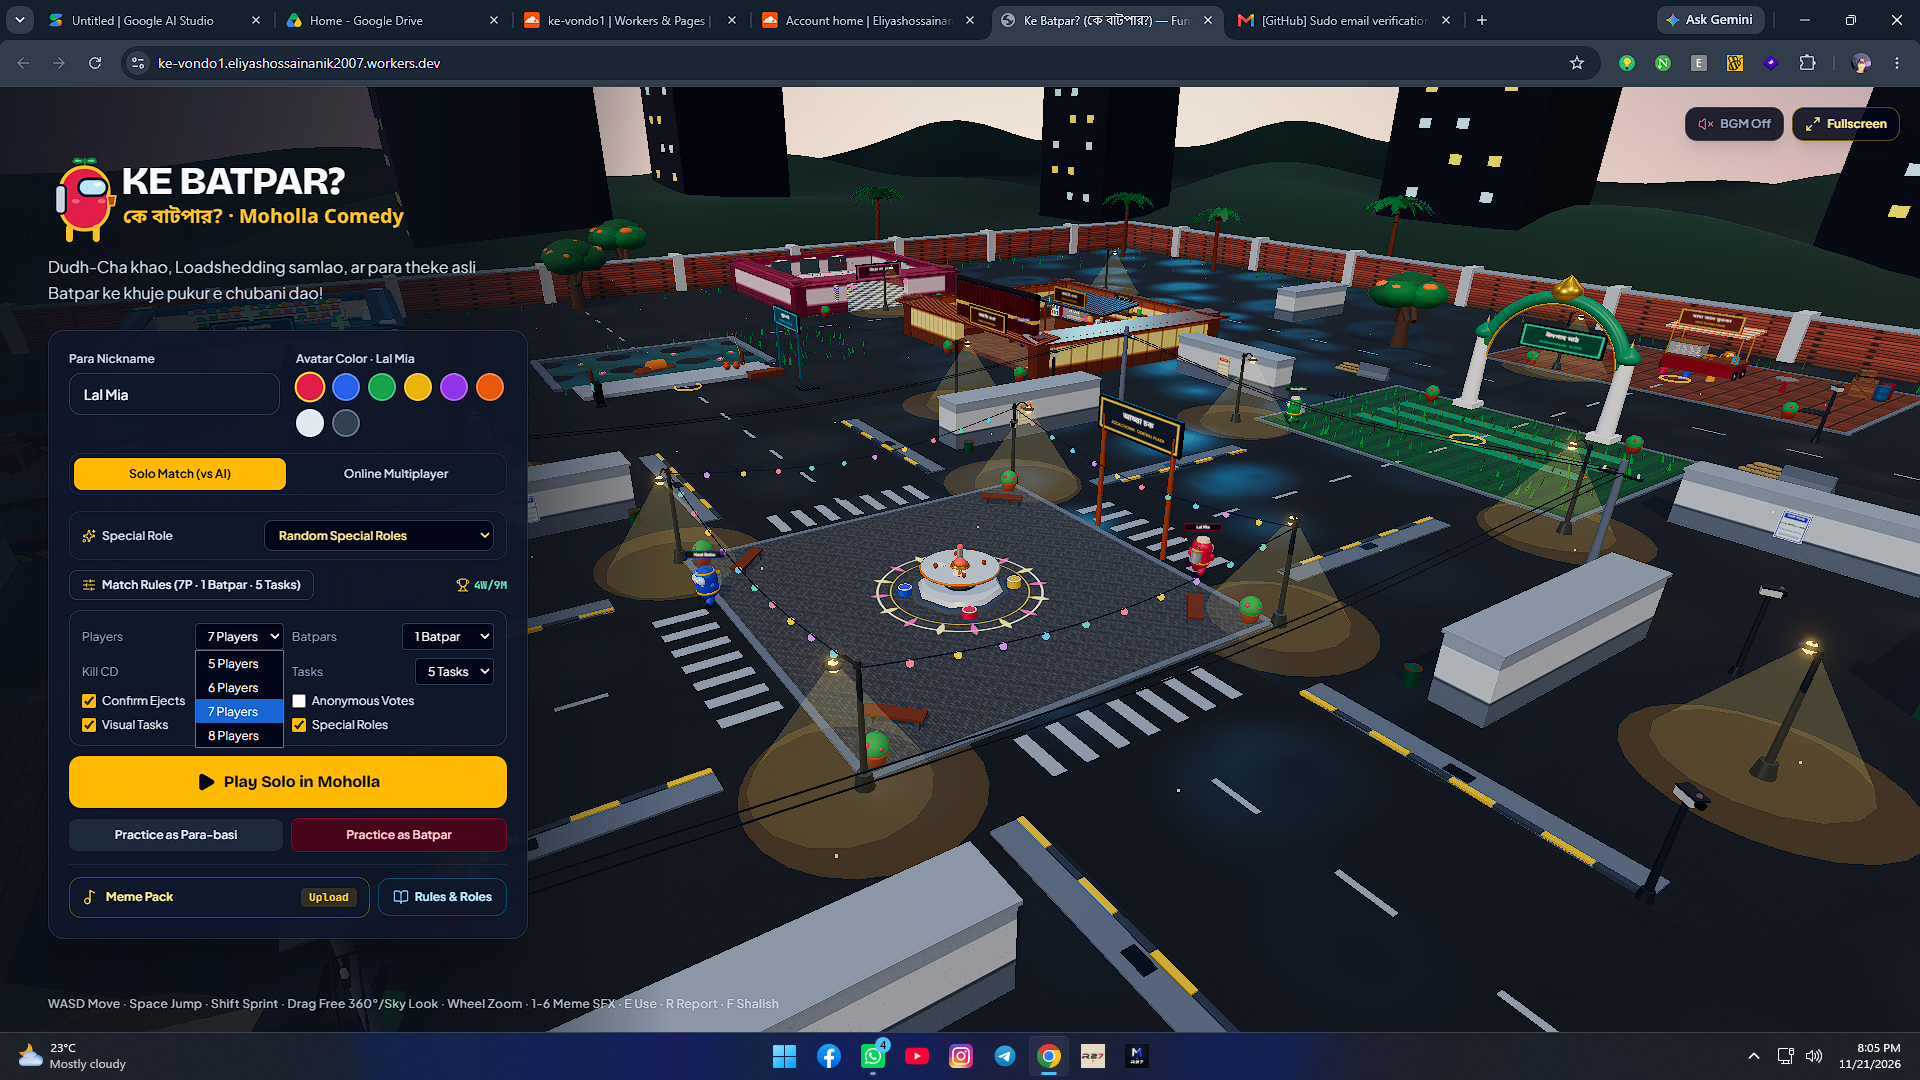 Untitled | Google AI Studio
Home - Google Drive
ke-vondo1 | Workers & Pages |
Account home | Eliyashossainan
Ke Batpar? (কে বাটপার?) — Fun
[GitHub] Sudo email verification
Ask Gemini
ke-vondo1.eliyashossainanik2007.workers.dev
BGM Off
Fullscreen
KE BATPAR?
কে বাটপার? · Moholla Comedy
Dudh-Cha khao, Loadshedding samlao, ar para theke asli
Batpar ke khuje pukur e chubani dao!
Para Nickname
Avatar Color · Lal Mia
Lal Mia
Solo Match (vs AI)
Online Multiplayer
Special Role
Random Special Roles
Match Rules (7P · 1 Batpar · 5 Tasks)
4W/9M
Players
7 Players
Batpars
1 Batpar
5 Players
6 Players
7 Players
8 Players
Kill CD
Tasks
5 Tasks
Confirm Ejects
Anonymous Votes
Visual Tasks
Special Roles
Play Solo in Moholla
Practice as Para-basi
Practice as Batpar
Meme Pack
Upload
Rules & Roles
WASD Move · Space Jump · Shift Sprint · Drag Free 360°/Sky Look · Wheel Zoom · 1-6 Meme SFX · E Use · R Report · F Shalish
আড্ডা চত্বর
Lal Mia
23°C
Mostly cloudy
4
R27
M
R27
8:05 PM
11/21/2026